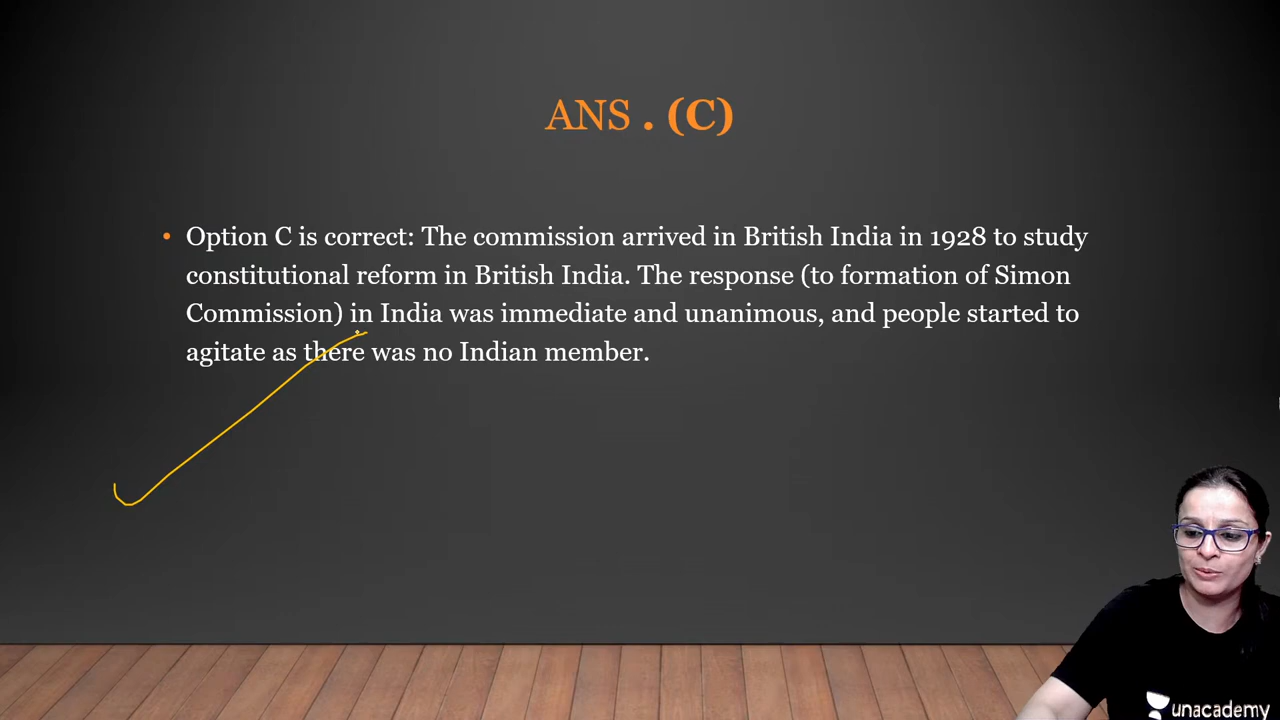 ANS . (C)
• Option C is correct: The commission arrived in British India in 1928 to study
constitutional reform in British India. The response (to formation of Simon
Commission) in India was immediate and unanimous, and people started to
agitate as there was no Indian member.
unacademy